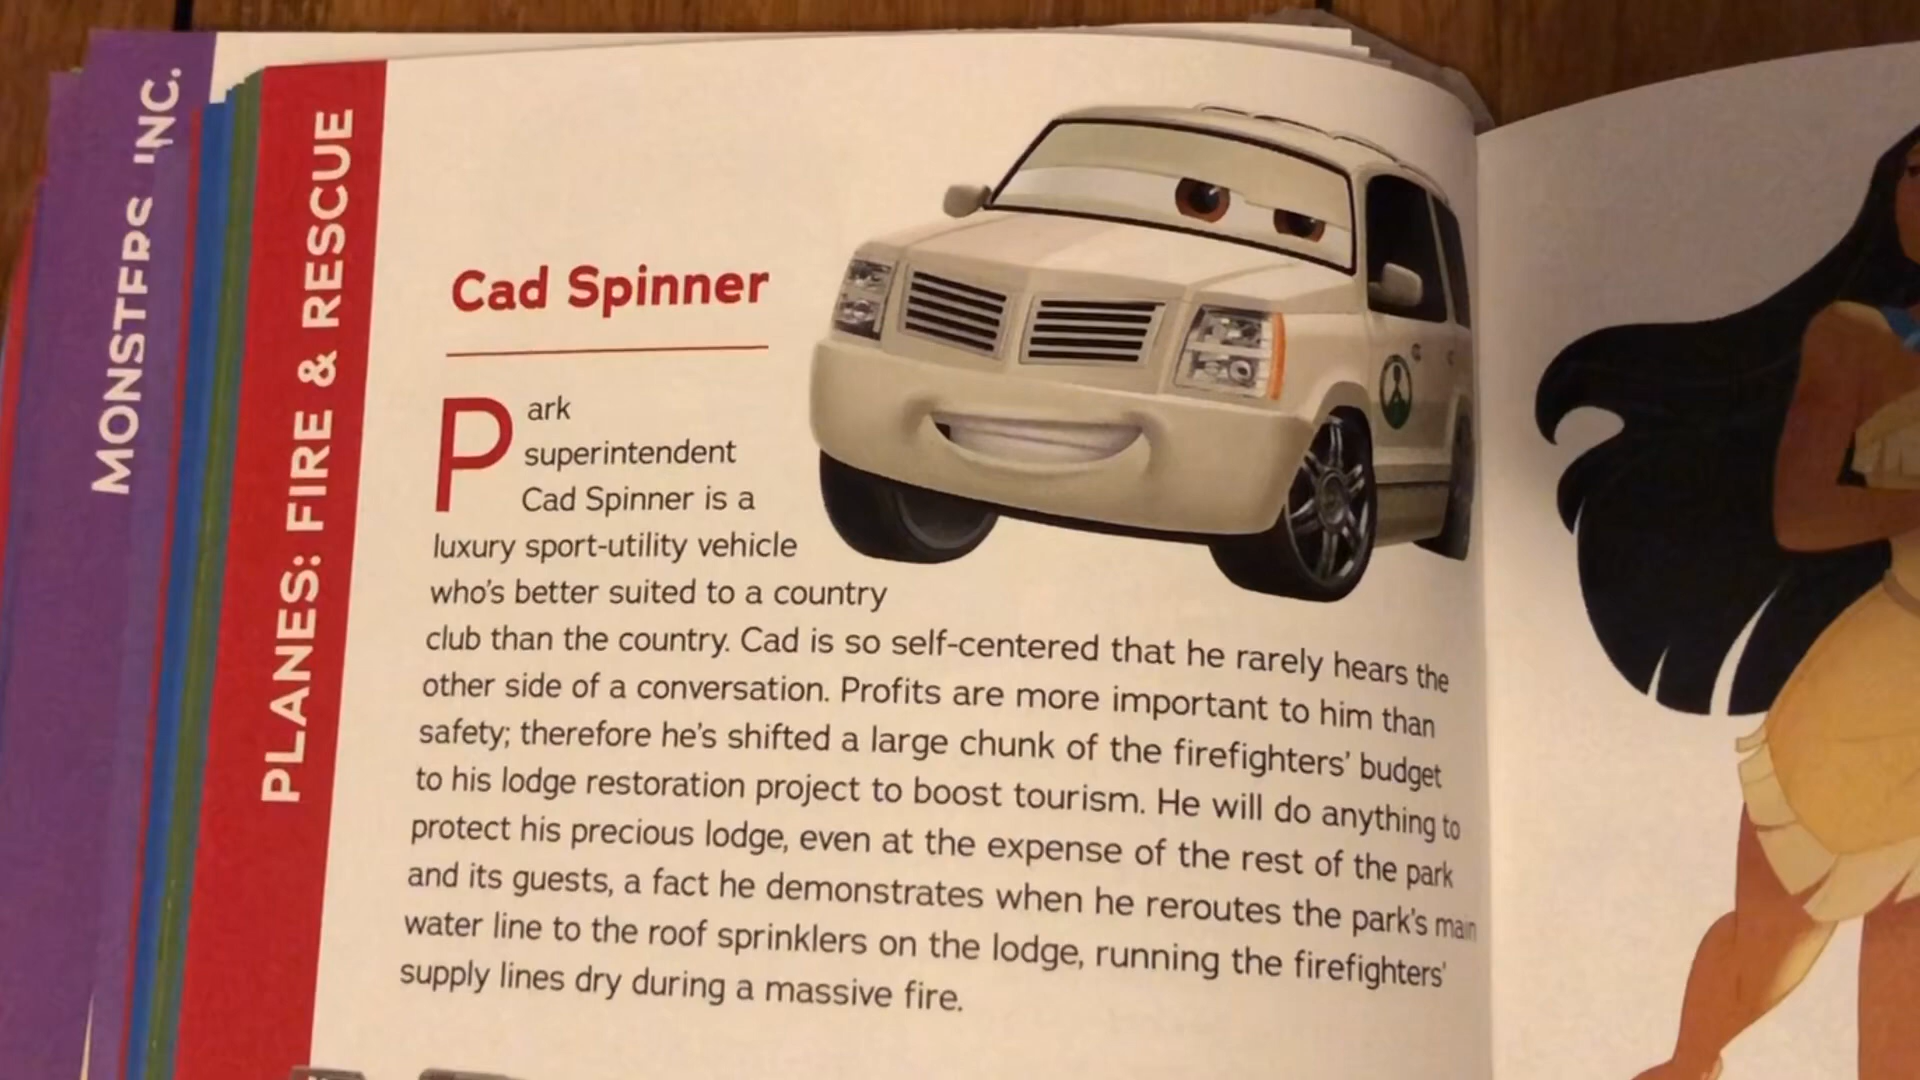 MONSTERS INC.
PLANES: FIRE & RESCUE
Cad Spinner
Park
superintendent
Cad Spinner is a
luxury sport-utility vehicle
who's better suited to a country
club than the country. Cad is so self-centered that he rarely hears the
other side of a conversation. Profits are more important to him than
safety; therefore he's shifted a large chunk of the firefighters' budget
to his lodge restoration project to boost tourism. He will do anything to
protect his precious lodge, even at the expense of the rest of the park
and its guests, a fact he demonstrates when he reroutes the park's main
water line to the roof sprinklers on the lodge, running the firefighters'
supply lines dry during a massive fire.